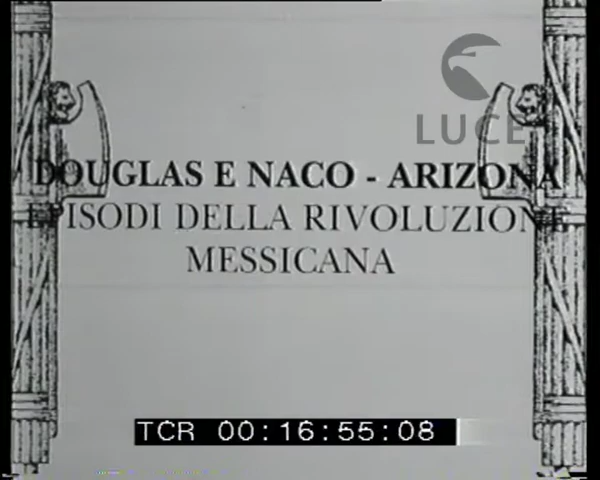 LUCE
DOUGLAS E NACO - ARIZONA
EPISODI DELLA RIVOLUZIONE
MESSICANA
TCR 00:16:55:08